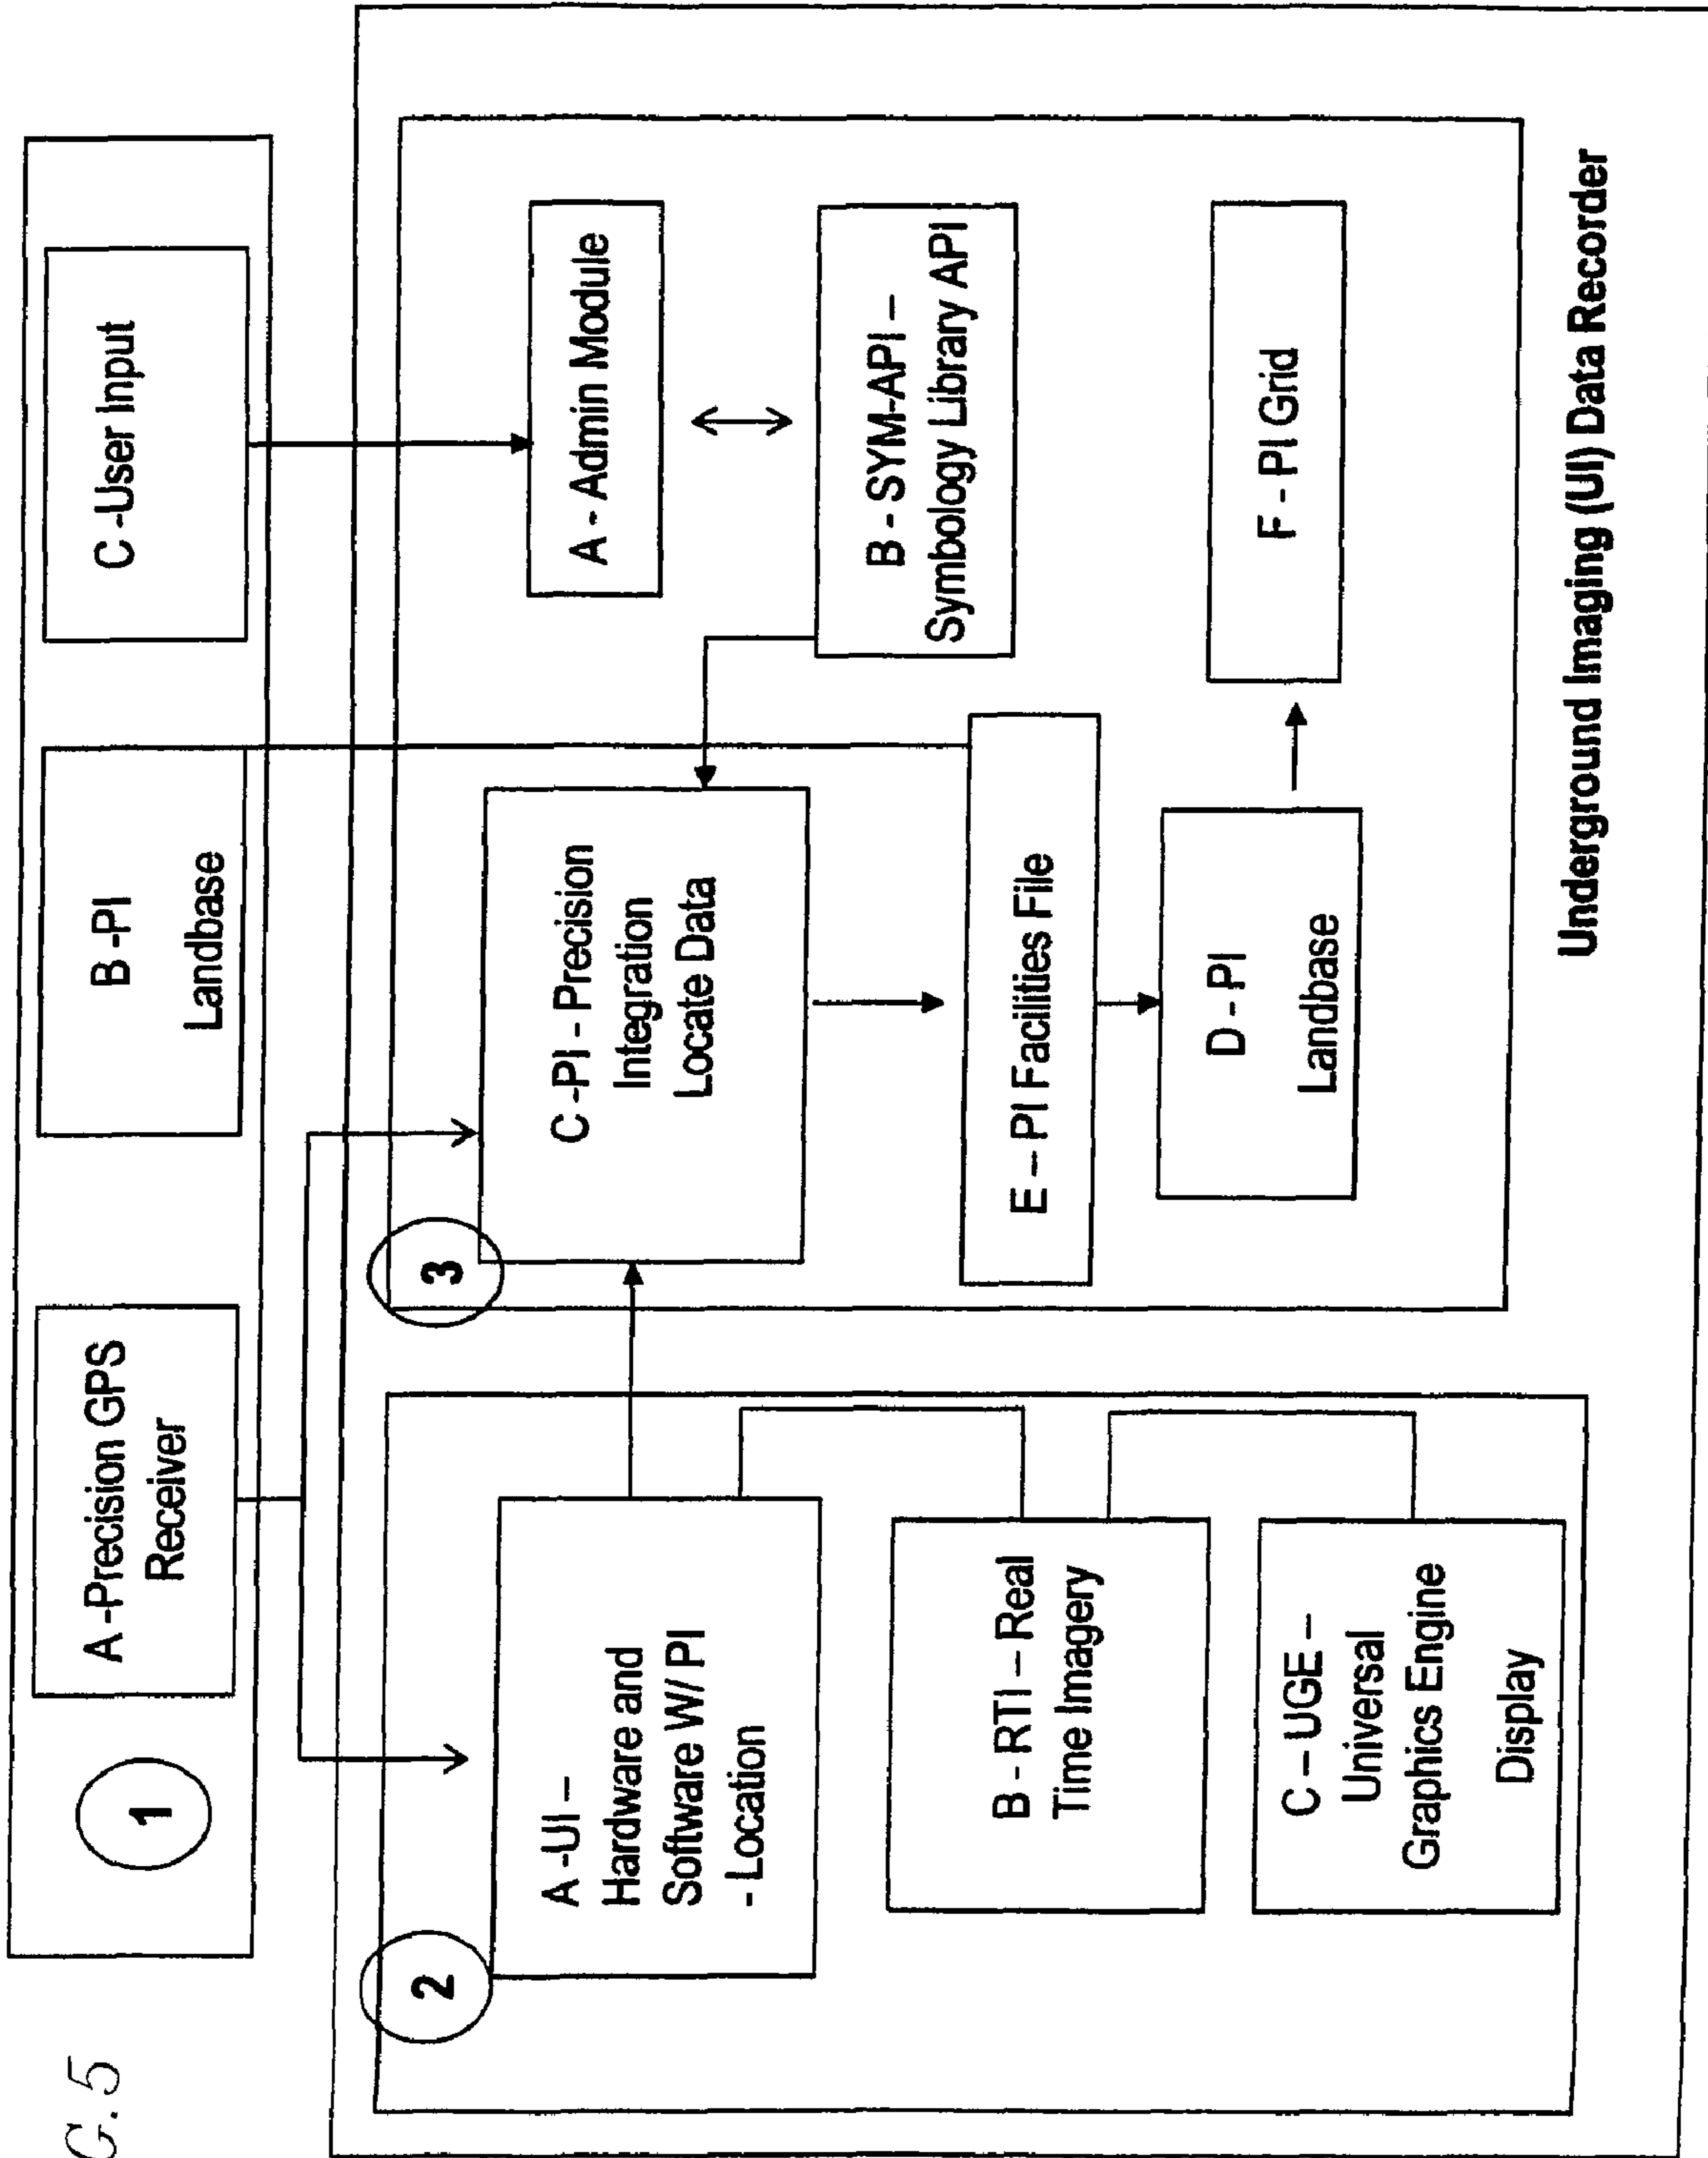 G. 5
1
A -Precision GPS
Receiver
B -PI
Landbase
C -User Input
2
A -UI –
Hardware and
Software W/ PI
- Location
B - RTI – Real
Time Imagery
C – UGE –
Universal
Graphics Engine
Display
3
C -PI - Precision
Integration
Locate Data
E – PI Facilities File
D - PI
Landbase
A - Admin Module
B - SYM-API –
Symbology Library API
F - PI Grid
Underground Imaging (UI) Data Recorder